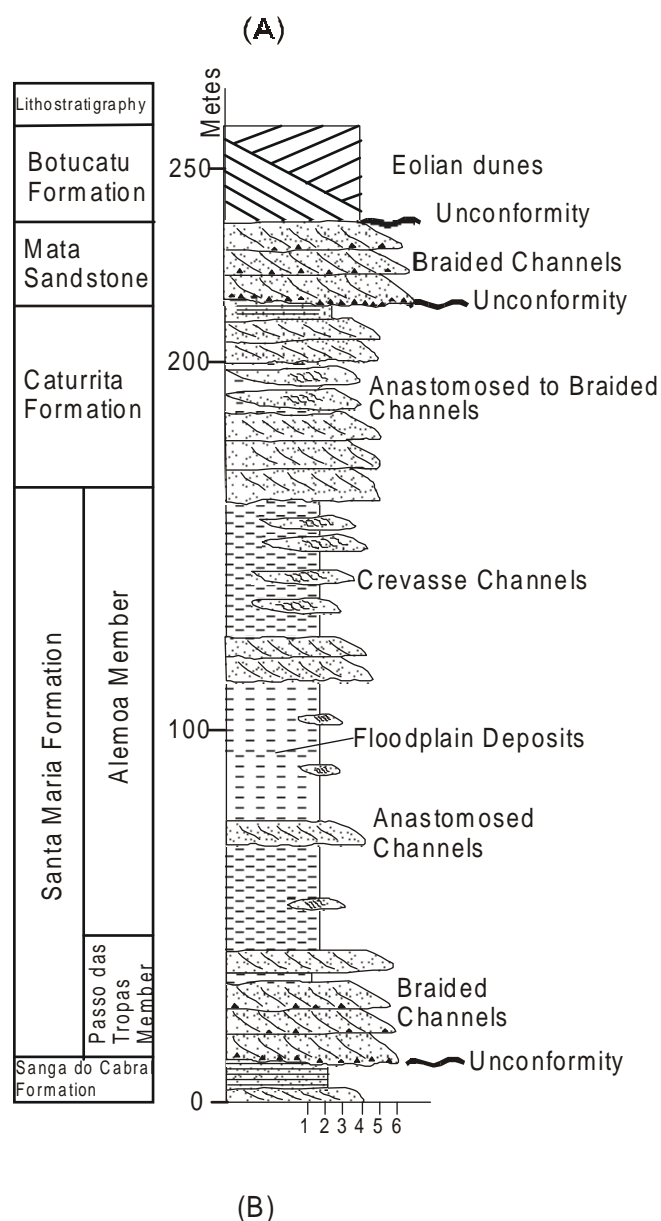 (A)
Lithostratigraphy
Metes
Botucatu
Formation
250
Eolian dunes
Unconformity
Mata
Sandstone
Braided Channels
Unconformity
200
Caturrita
Formation
Anastomosed to Braided
Channels
Santa Maria Formation
Alemoa Member
Crevasse Channels
100
Floodplain Deposits
Anastomosed
Channels
Passo das
Tropas
Member
Braided
Channels
Unconformity
Sanga do Cabral
Formation
0
1 2 3 4 5 6
(B)